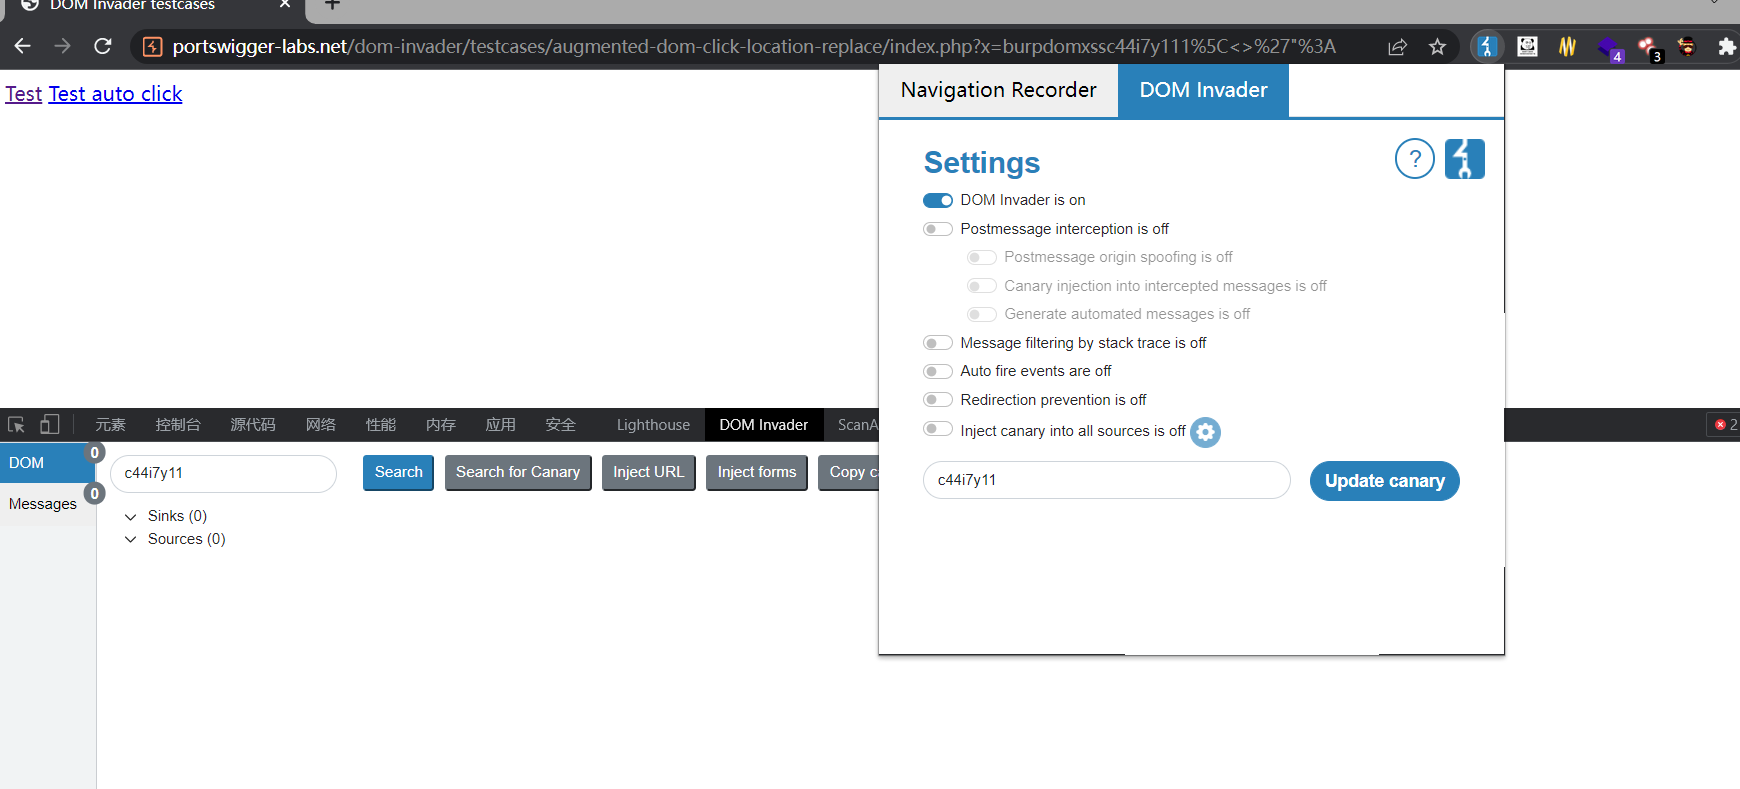 DOM Invader testcases
portswigger-labs.net/dom-invader/testcases/augmented-dom-click-location-replace/index.php?x=burpdomxssc44i7y111%5C<>%27"%3A
4
3
Test Test auto click
Navigation Recorder
DOM Invader
Settings
?
DOM Invader is on
Postmessage interception is off
Postmessage origin spoofing is off
Canary injection into intercepted messages is off
Generate automated messages is off
Message filtering by stack trace is off
Auto fire events are off
Redirection prevention is off
Inject canary into all sources is off
c44i7y11
Update canary
元素 控制台 源代码 网络 性能 内存 应用 安全 Lighthouse DOM Invader ScanA
2
DOM 0
Messages 0
c44i7y11
Search
Search for Canary
Inject URL
Inject forms
Copy ca
Sinks (0)
Sources (0)